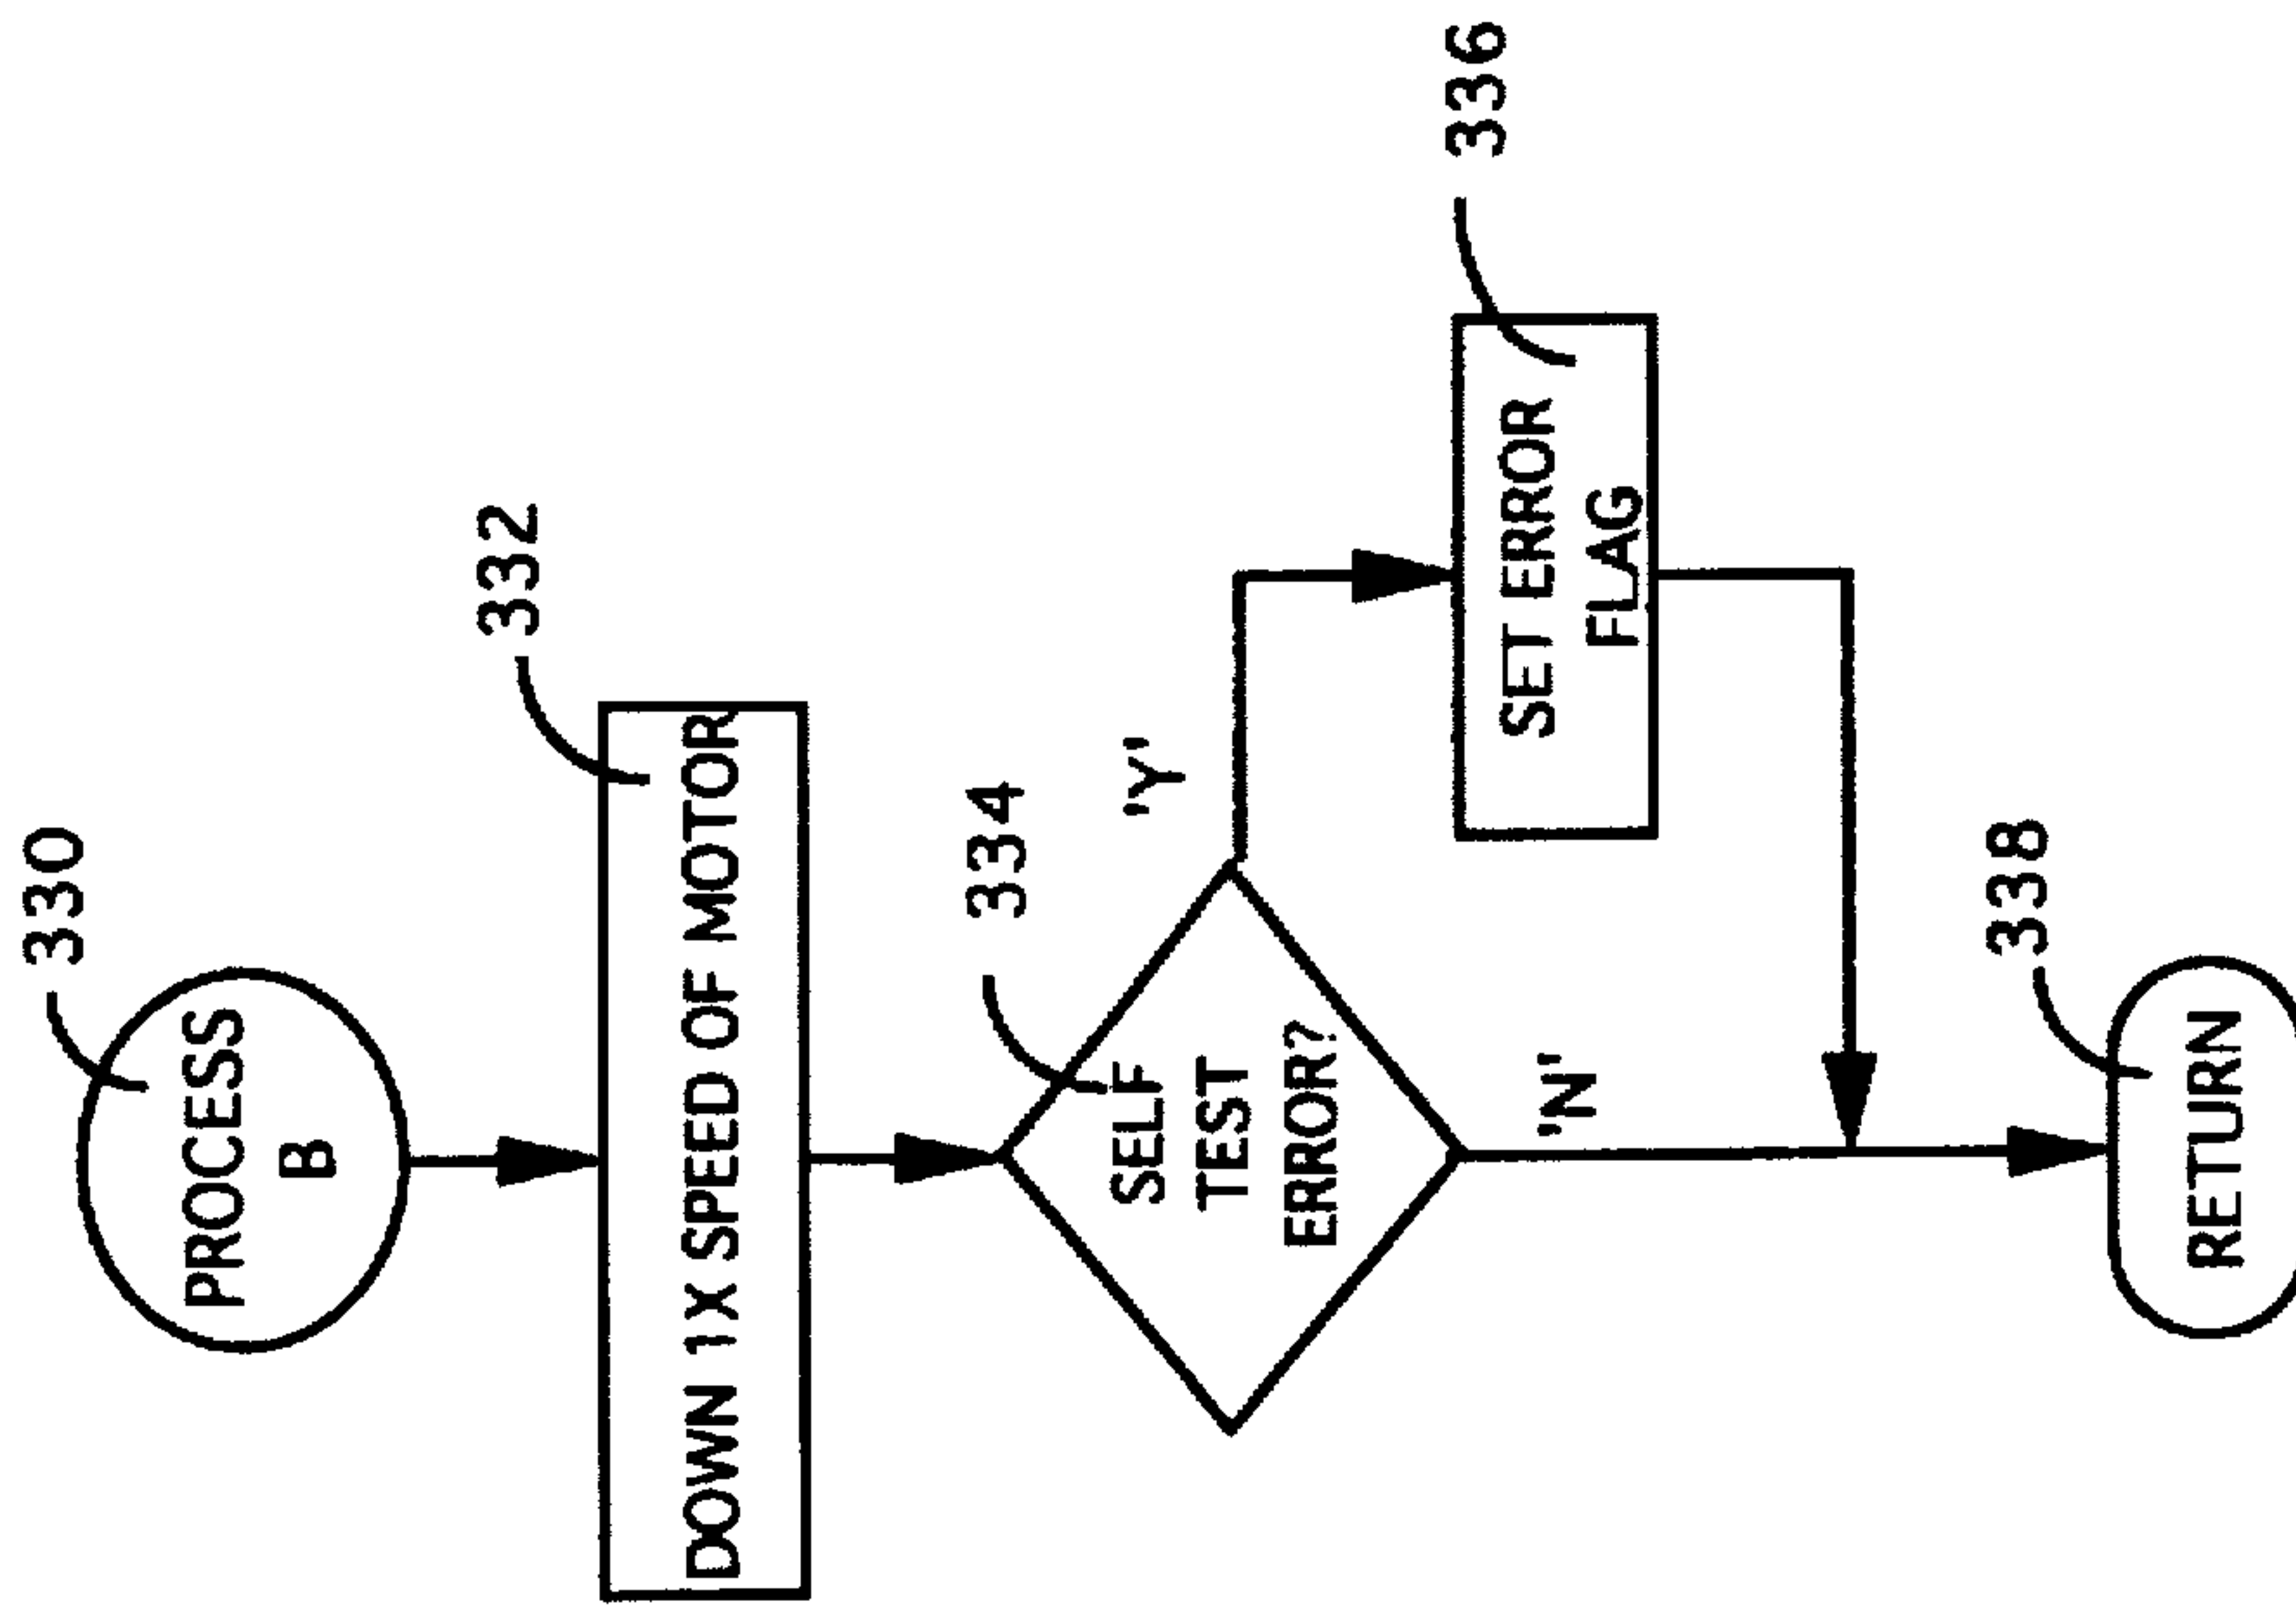 330
PROCESS
B
332
DOWN 1X SPEED OF MOTOR
334
SELF
TEST
ERROR?
'Y'
336
SET ERROR
FLAG
'N'
338
RETURN